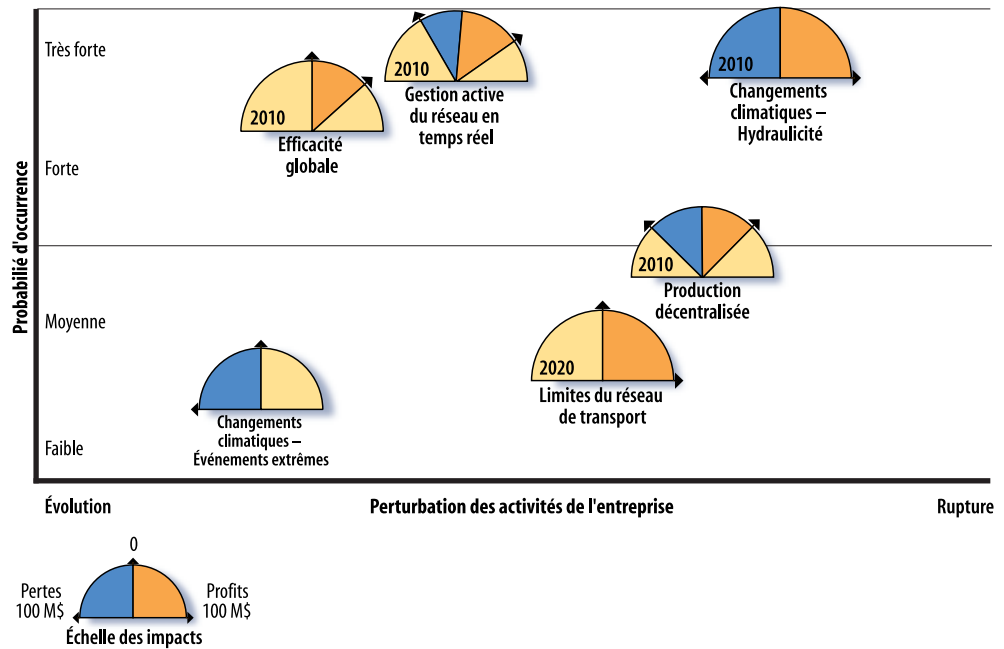 Probabilié d'occurrence
Très forte
Forte
Moyenne
Faible
2010
Efficacité
globale
2010
Gestion active
du réseau en
temps réel
2010
Changements
climatiques –
Hydraulicité
2010
Production
décentralisée
2020
Limites du réseau
de transport
Changements
climatiques –
Événements extrêmes
Évolution
Perturbation des activités de l'entreprise
Rupture
0
Pertes
100 M$
Profits
100 M$
Échelle des impacts